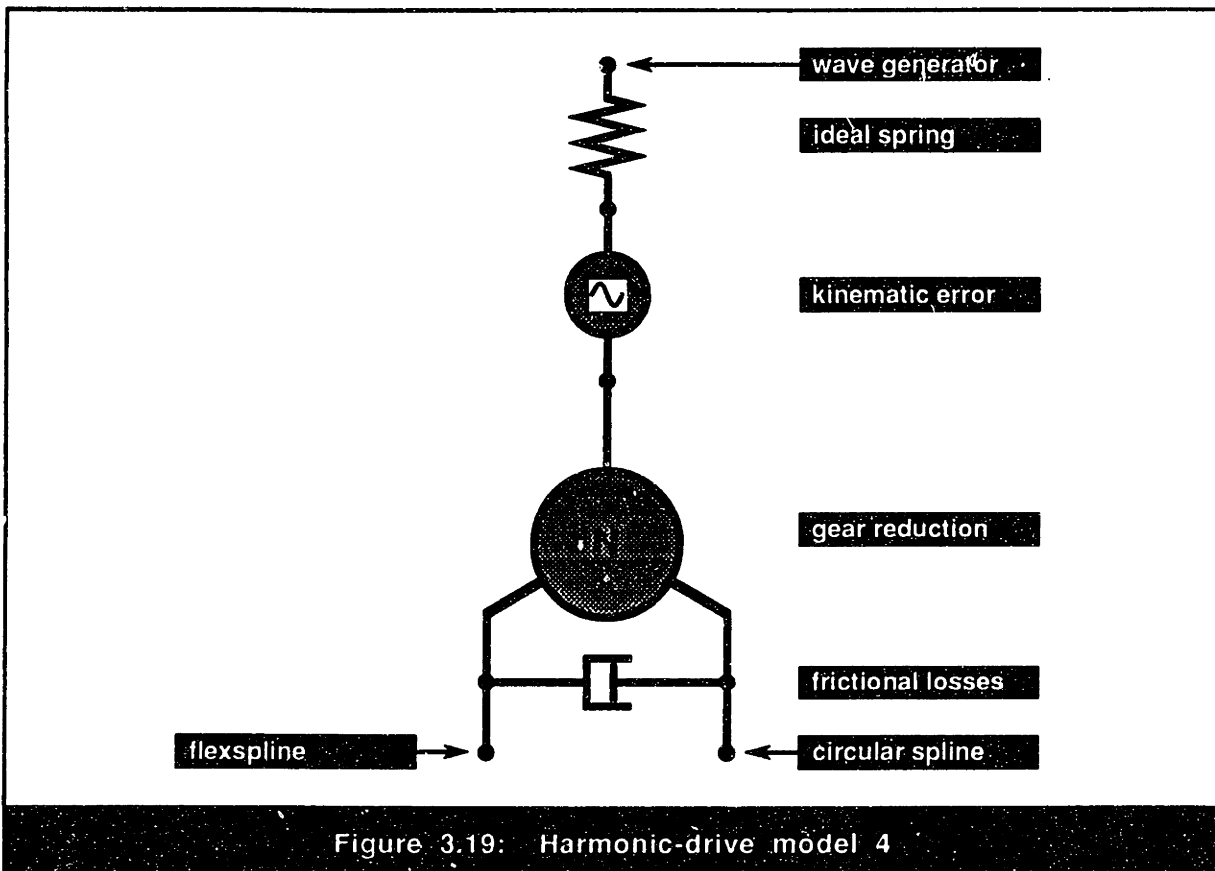 wave generator
ideal spring
kinematic error
gear reduction
frictional losses
flexspline
circular spline
Figure 3.19: Harmonic-drive model 4